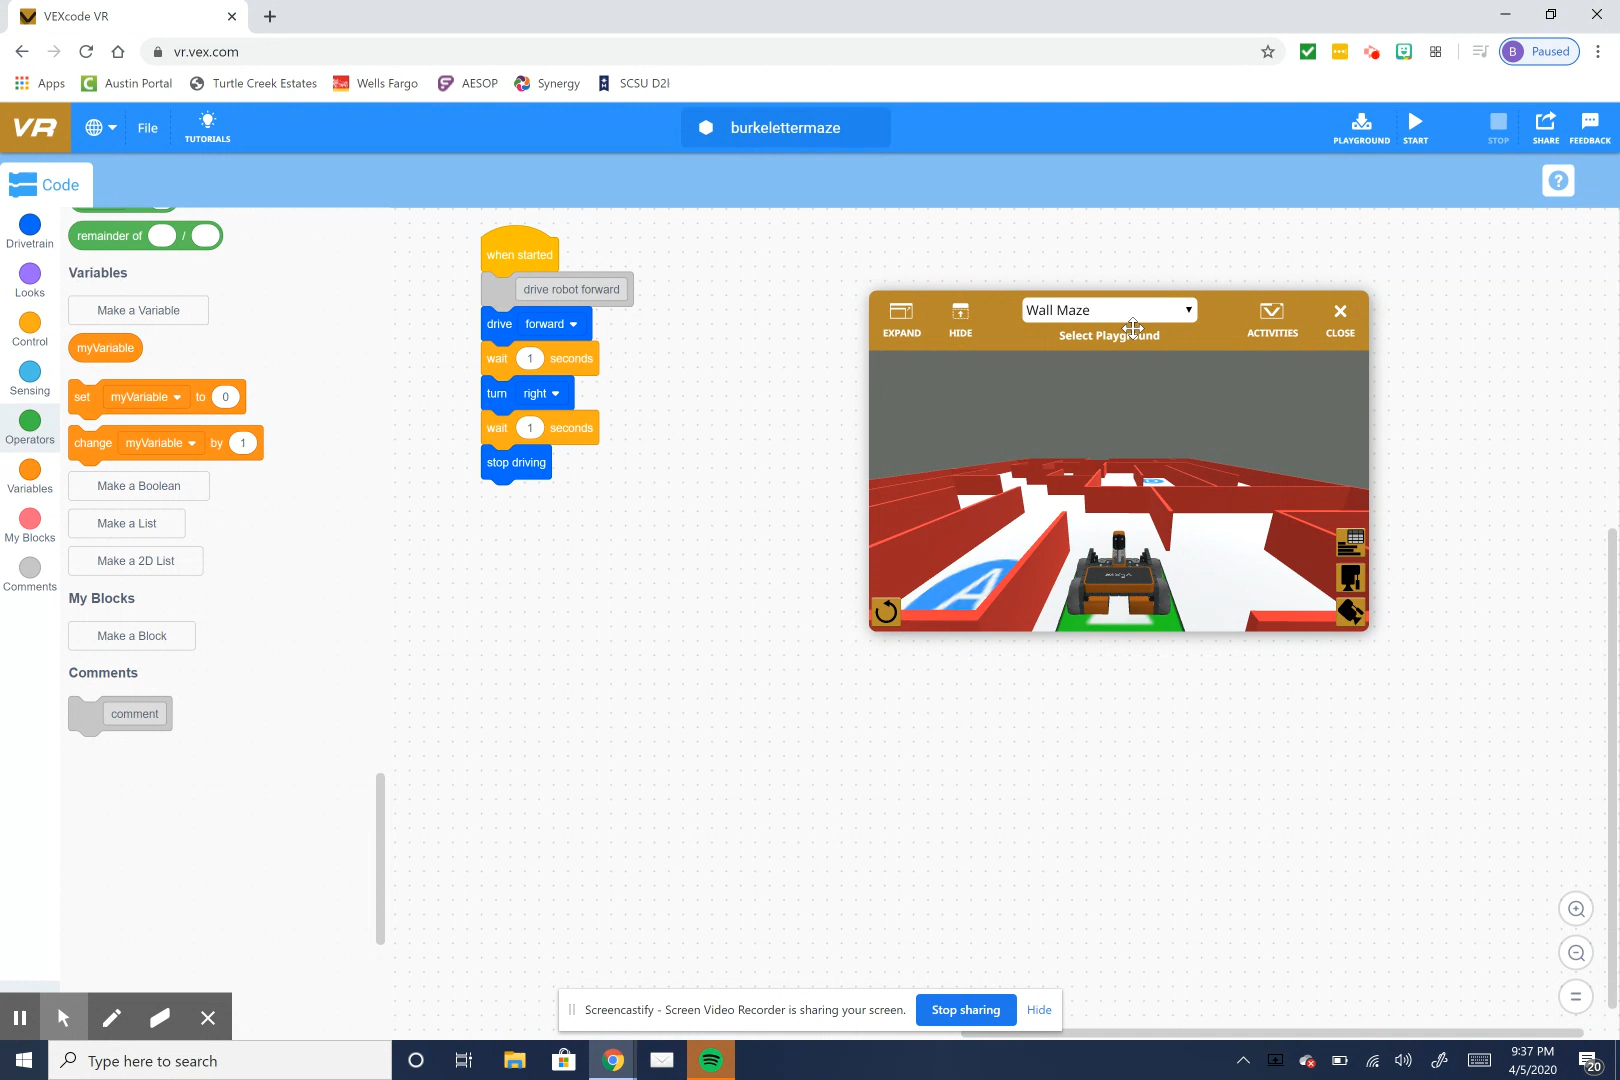 VEXcode VR
vr.vex.com
B Paused
Apps Austin Portal Turtle Creek Estates Wells Fargo AESOP Synergy SCSU D2l
VR File TUTORIALS burkelettermaze PLAYGROUND START STOP SHARE FEEDBACK
Code ?
Drivetrain
Looks
Control
Sensing
Operators
Variables
My Blocks
Comments
remainder of /
Variables
Make a Variable
myVariable
set myVariable to 0
change myVariable by 1
Make a Boolean
Make a List
Make a 2D List
My Blocks
Make a Block
Comments
comment
when started
drive robot forward
drive forward
wait 1 seconds
turn right
wait 1 seconds
stop driving
EXPAND HIDE Wall Maze ACTIVITIES CLOSE
Select Playground
A
Screencastify - Screen Video Recorder is sharing your screen. Stop sharing Hide
Type here to search
9:37 PM
4/5/2020
20